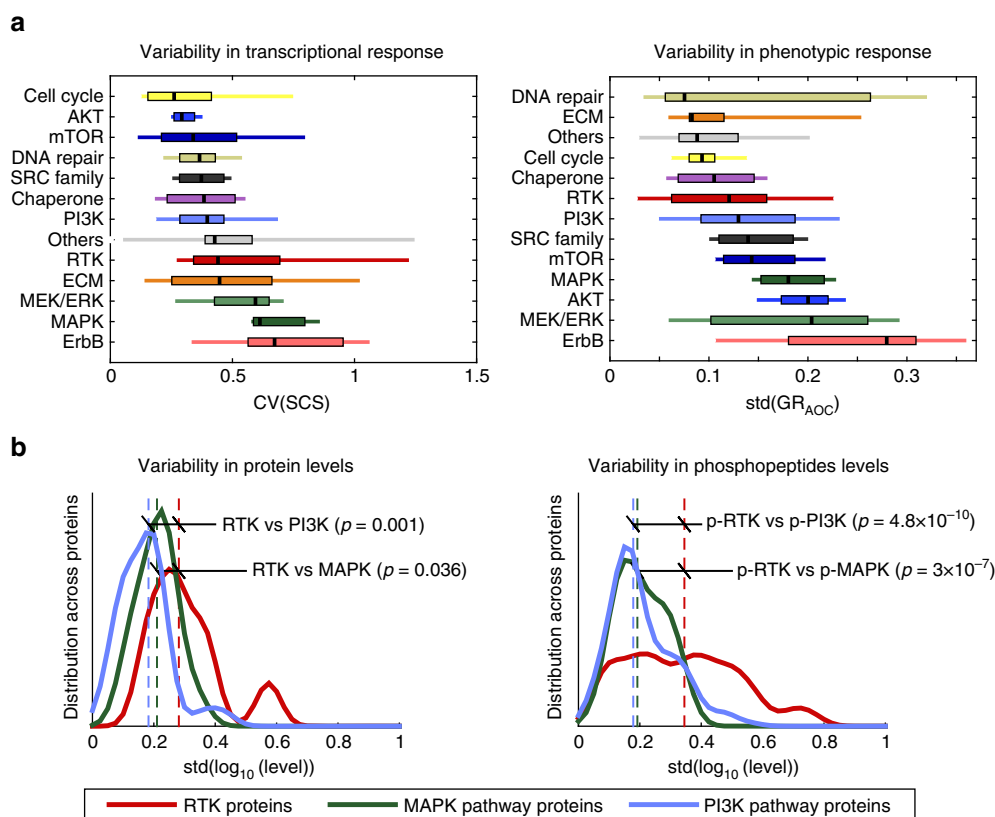 a
Variability in transcriptional response
Cell cycle
AKT
mTOR
DNA repair
SRC family
Chaperone
PI3K
Others
RTK
ECM
MEK/ERK
MAPK
ErbB
0 0.5 1 1.5
CV(SCS)
Variability in phenotypic response
DNA repair
ECM
Others
Cell cycle
Chaperone
RTK
PI3K
SRC family
mTOR
MAPK
AKT
MEK/ERK
ErbB
0 0.1 0.2 0.3
std(GR_AOC)
b
Variability in protein levels
Distribution across proteins
RTK vs PI3K (p = 0.001)
RTK vs MAPK (p = 0.036)
0 0.2 0.4 0.6 0.8 1
std(log₁₀ (level))
Variability in phosphopeptides levels
Distribution across proteins
p-RTK vs p-PI3K (p = 4.8×10⁻¹⁰)
p-RTK vs p-MAPK (p = 3×10⁻⁷)
0 0.2 0.4 0.6 0.8 1
std(log₁₀ (level))
RTK proteins MAPK pathway proteins PI3K pathway proteins